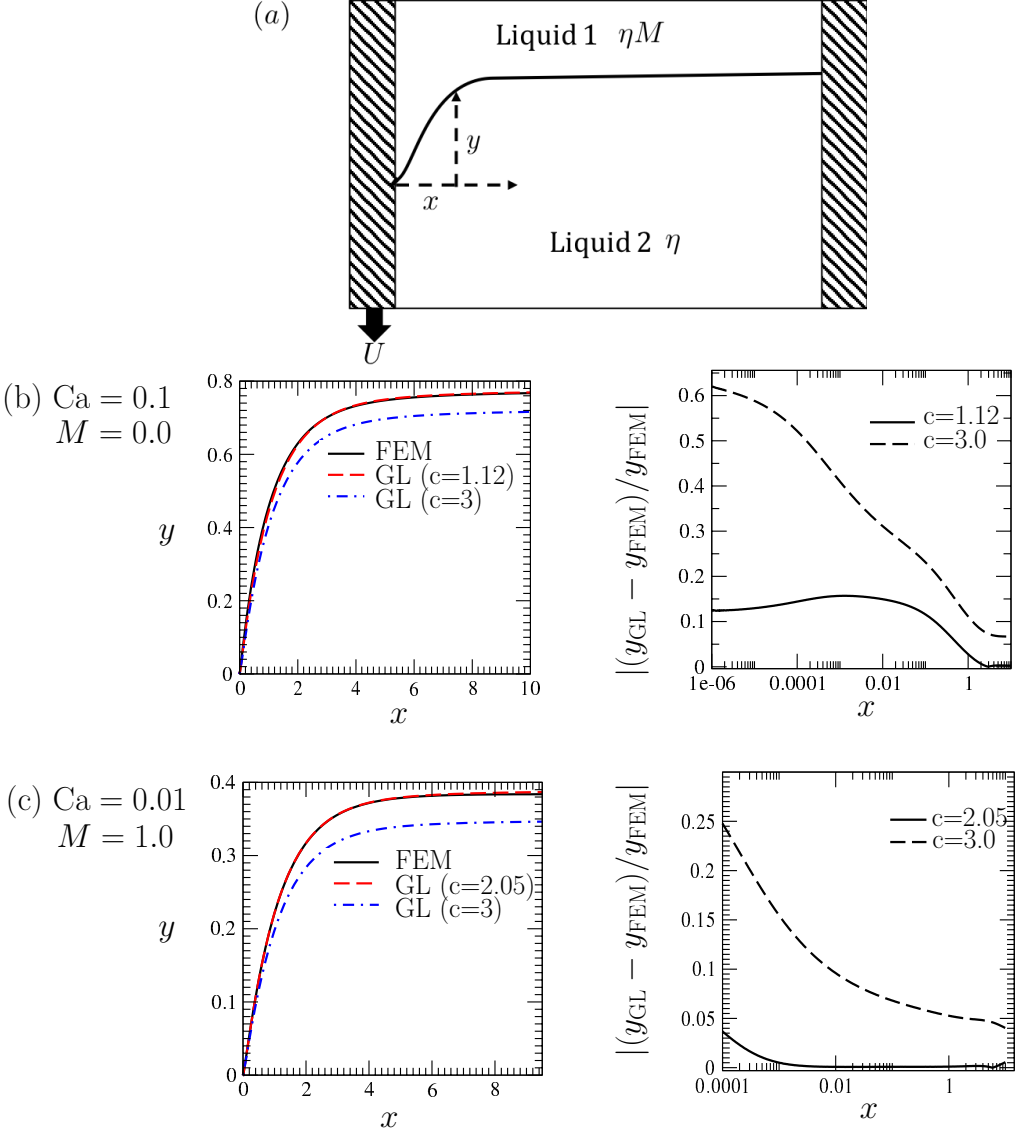 (a)
Liquid 1 ηM
y
x
Liquid 2 η
U
(b) Ca = 0.1
M = 0.0
y
0.8
0.6
0.4
0.2
0
FEM
GL (c=1.12)
GL (c=3)
0 2 4 6 8 10
x
|(y_GL − y_FEM)/y_FEM|
0.6
0.5
0.4
0.3
0.2
0.1
0
c=1.12
c=3.0
1e-06 0.0001 0.01 1
x
(c) Ca = 0.01
M = 1.0
y
0.4
0.3
0.2
0.1
0
FEM
GL (c=2.05)
GL (c=3)
0 2 4 6 8
x
|(y_GL − y_FEM)/y_FEM|
0.25
0.2
0.15
0.1
0.05
0
c=2.05
c=3.0
0.0001 0.01 1
x